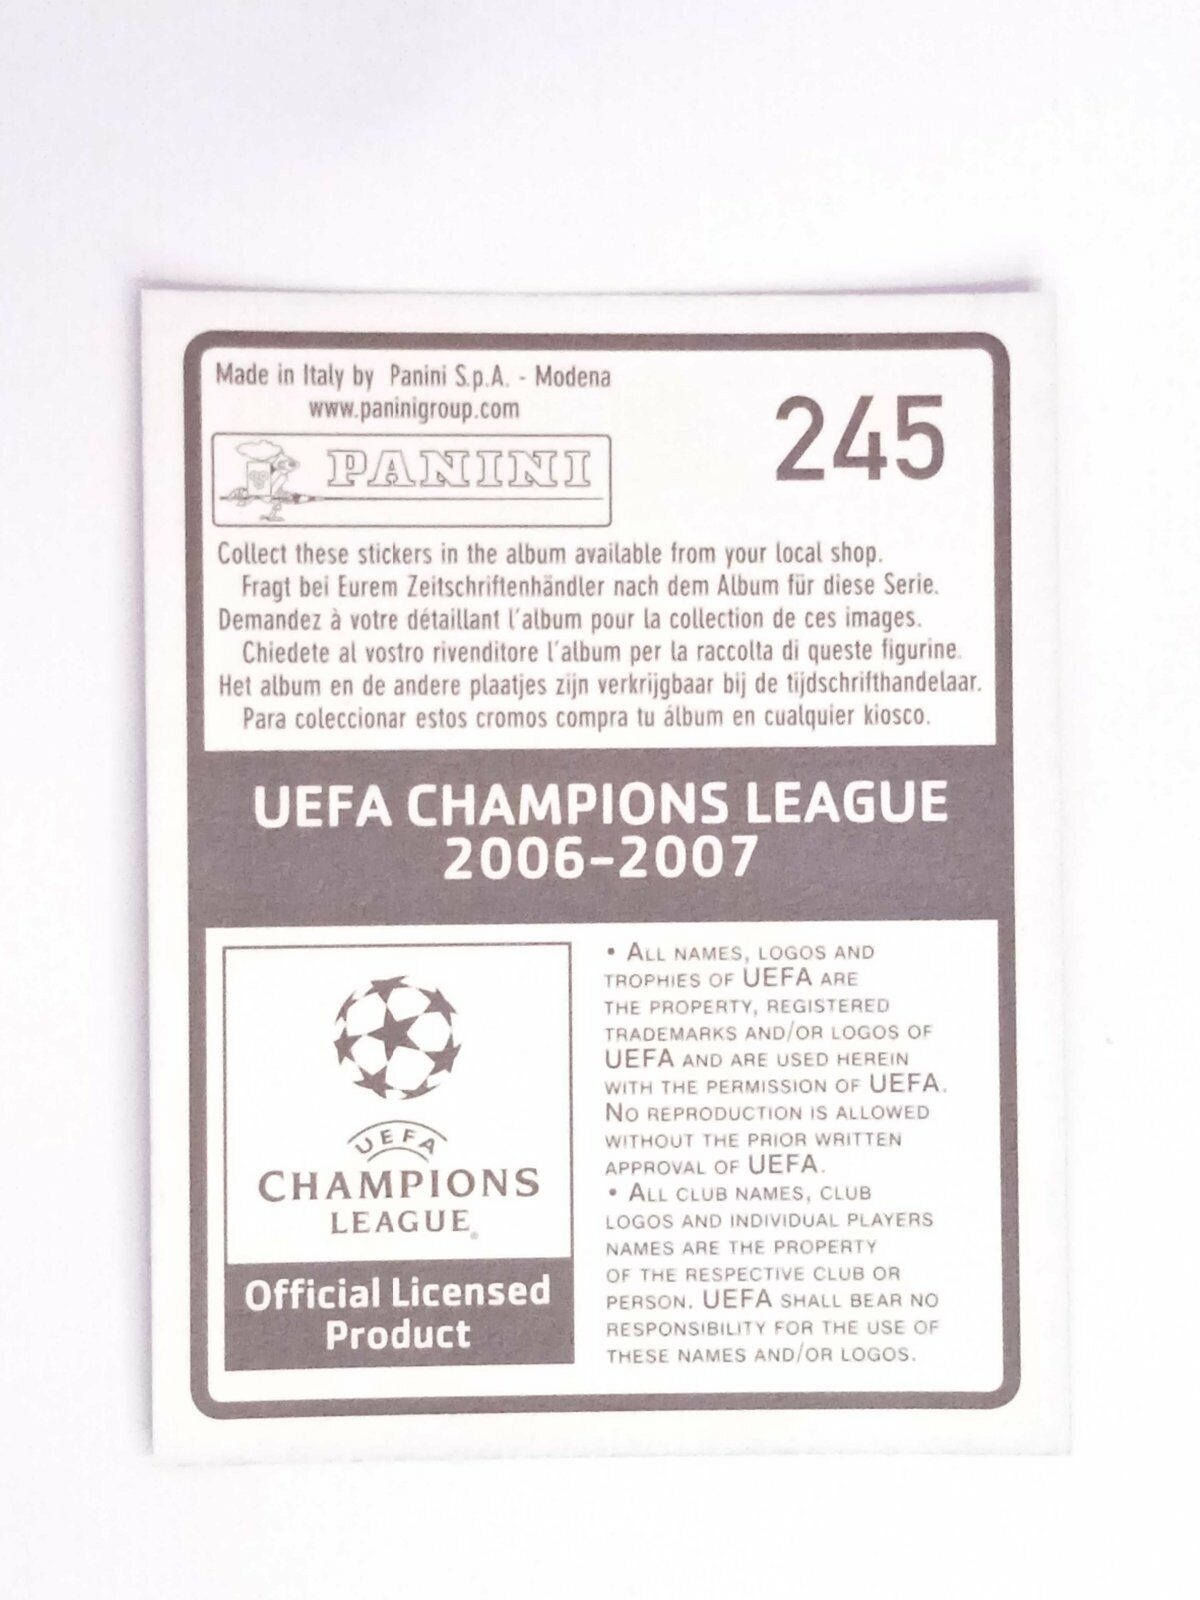 Made in Italy by Panini S.p.A. - Modena
www.paninigroup.com
245
PANINI
Collect these stickers in the album available from your local shop.
Fragt bei Eurem Zeitschriftenhändler nach dem Album für diese Serie.
Demandez à votre détaillant l'album pour la collection de ces images.
Chiedete al vostro rivenditore l'album per la raccolta di queste figurine.
Het album en de andere plaatjes zijn verkrijgbaar bij de tijdschrifthandelaar.
Para coleccionar estos cromos compra tu álbum en cualquier kiosco.
UEFA CHAMPIONS LEAGUE
2006-2007
UEFA
CHAMPIONS
LEAGUE®
Official Licensed
Product
• ALL NAMES, LOGOS AND
TROPHIES OF UEFA ARE
THE PROPERTY, REGISTERED
TRADEMARKS AND/OR LOGOS OF
UEFA AND ARE USED HEREIN
WITH THE PERMISSION OF UEFA.
NO REPRODUCTION IS ALLOWED
WITHOUT THE PRIOR WRITTEN
APPROVAL OF UEFA.
• ALL CLUB NAMES, CLUB
LOGOS AND INDIVIDUAL PLAYERS
NAMES ARE THE PROPERTY
OF THE RESPECTIVE CLUB OR
PERSON. UEFA SHALL BEAR NO
RESPONSIBILITY FOR THE USE OF
THESE NAMES AND/OR LOGOS.